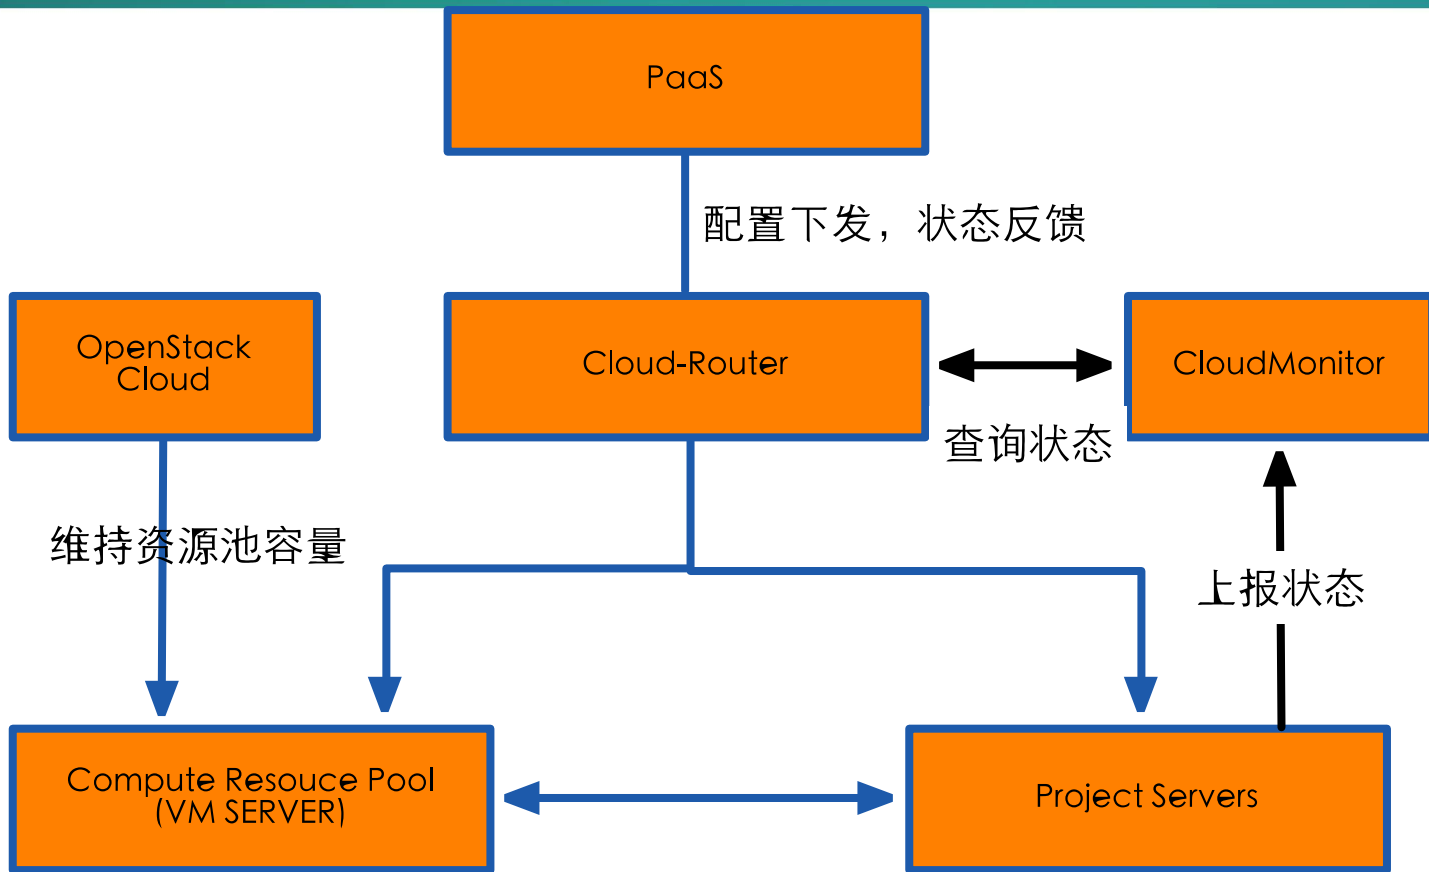 PaaS
配置下发，状态反馈
OpenStack
Cloud
Cloud-Router
CloudMonitor
查询状态
维持资源池容量
上报状态
Compute Resouce Pool
(VM SERVER)
Project Servers